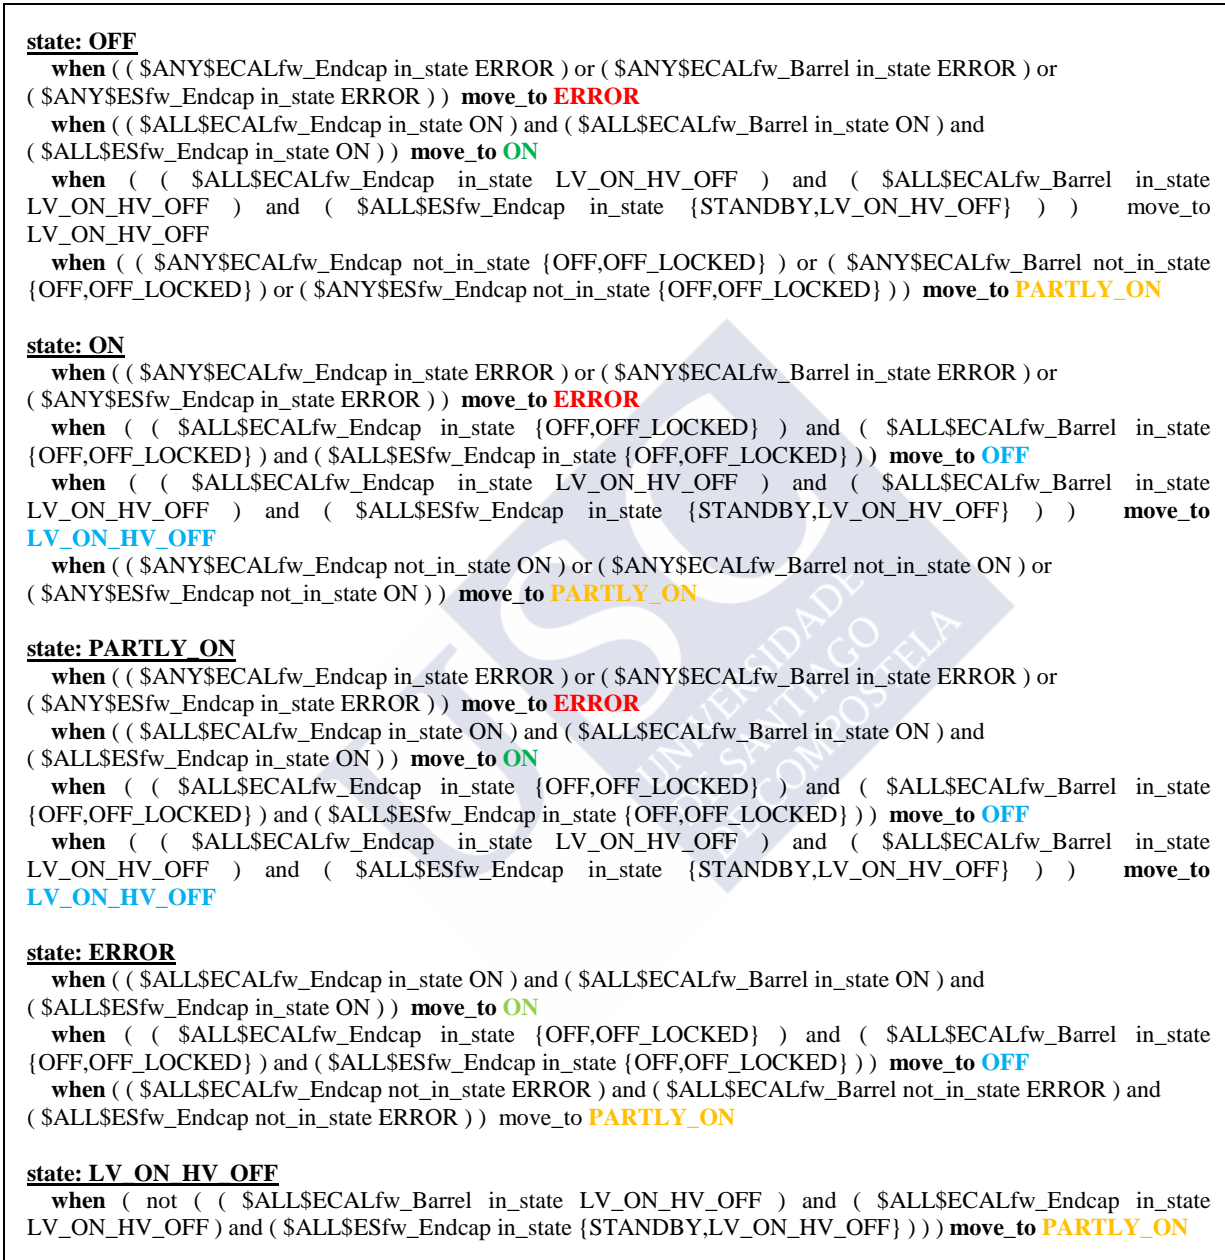 state: OFF
when ( ( $ANY$ECALfw_Endcap in_state ERROR ) or ( $ANY$ECALfw_Barrel in_state ERROR ) or
( $ANY$ESfw_Endcap in_state ERROR ) ) move_to ERROR
when ( ( $ALL$ECALfw_Endcap in_state ON ) and ( $ALL$ECALfw_Barrel in_state ON ) and
( $ALL$ESfw_Endcap in_state ON ) ) move_to ON
when ( ( $ALL$ECALfw_Endcap in_state LV_ON_HV_OFF ) and ( $ALL$ECALfw_Barrel in_state
LV_ON_HV_OFF ) and ( $ALL$ESfw_Endcap in_state {STANDBY,LV_ON_HV_OFF} ) ) move_to
LV_ON_HV_OFF
when ( ( $ANY$ECALfw_Endcap not_in_state {OFF,OFF_LOCKED} ) or ( $ANY$ECALfw_Barrel not_in_state
{OFF,OFF_LOCKED} ) or ( $ANY$ESfw_Endcap not_in_state {OFF,OFF_LOCKED} ) ) move_to PARTLY_ON
state: ON
when ( ( $ANY$ECALfw_Endcap in_state ERROR ) or ( $ANY$ECALfw_Barrel in_state ERROR ) or
( $ANY$ESfw_Endcap in_state ERROR ) ) move_to ERROR
when ( ( $ALL$ECALfw_Endcap in_state {OFF,OFF_LOCKED} ) and ( $ALL$ECALfw_Barrel in_state
{OFF,OFF_LOCKED} ) and ( $ALL$ESfw_Endcap in_state {OFF,OFF_LOCKED} ) ) move_to OFF
when ( ( $ALL$ECALfw_Endcap in_state LV_ON_HV_OFF ) and ( $ALL$ECALfw_Barrel in_state
LV_ON_HV_OFF ) and ( $ALL$ESfw_Endcap in_state {STANDBY,LV_ON_HV_OFF} ) ) move_to
LV_ON_HV_OFF
when ( ( $ANY$ECALfw_Endcap not_in_state ON ) or ( $ANY$ECALfw_Barrel not_in_state ON ) or
( $ANY$ESfw_Endcap not_in_state ON ) ) move_to PARTLY_ON
state: PARTLY_ON
when ( ( $ANY$ECALfw_Endcap in_state ERROR ) or ( $ANY$ECALfw_Barrel in_state ERROR ) or
( $ANY$ESfw_Endcap in_state ERROR ) ) move_to ERROR
when ( ( $ALL$ECALfw_Endcap in_state ON ) and ( $ALL$ECALfw_Barrel in_state ON ) and
( $ALL$ESfw_Endcap in_state ON ) ) move_to ON
when ( ( $ALL$ECALfw_Endcap in_state {OFF,OFF_LOCKED} ) and ( $ALL$ECALfw_Barrel in_state
{OFF,OFF_LOCKED} ) and ( $ALL$ESfw_Endcap in_state {OFF,OFF_LOCKED} ) ) move_to OFF
when ( ( $ALL$ECALfw_Endcap in_state LV_ON_HV_OFF ) and ( $ALL$ECALfw_Barrel in_state
LV_ON_HV_OFF ) and ( $ALL$ESfw_Endcap in_state {STANDBY,LV_ON_HV_OFF} ) ) move_to
LV_ON_HV_OFF
state: ERROR
when ( ( $ALL$ECALfw_Endcap in_state ON ) and ( $ALL$ECALfw_Barrel in_state ON ) and
( $ALL$ESfw_Endcap in_state ON ) ) move_to ON
when ( ( $ALL$ECALfw_Endcap in_state {OFF,OFF_LOCKED} ) and ( $ALL$ECALfw_Barrel in_state
{OFF,OFF_LOCKED} ) and ( $ALL$ESfw_Endcap in_state {OFF,OFF_LOCKED} ) ) move_to OFF
when ( ( $ALL$ECALfw_Endcap not_in_state ERROR ) and ( $ALL$ECALfw_Barrel not_in_state ERROR ) and
( $ALL$ESfw_Endcap not_in_state ERROR ) ) move_to PARTLY_ON
state: LV_ON_HV_OFF
when ( not ( ( $ALL$ECALfw_Barrel in_state LV_ON_HV_OFF ) and ( $ALL$ECALfw_Endcap in_state
LV_ON_HV_OFF ) and ( $ALL$ESfw_Endcap in_state {STANDBY,LV_ON_HV_OFF} ) ) ) move_to PARTLY_ON
USC
UNIVERSIDADE
DE SANTIAGO
DE COMPOSTELA